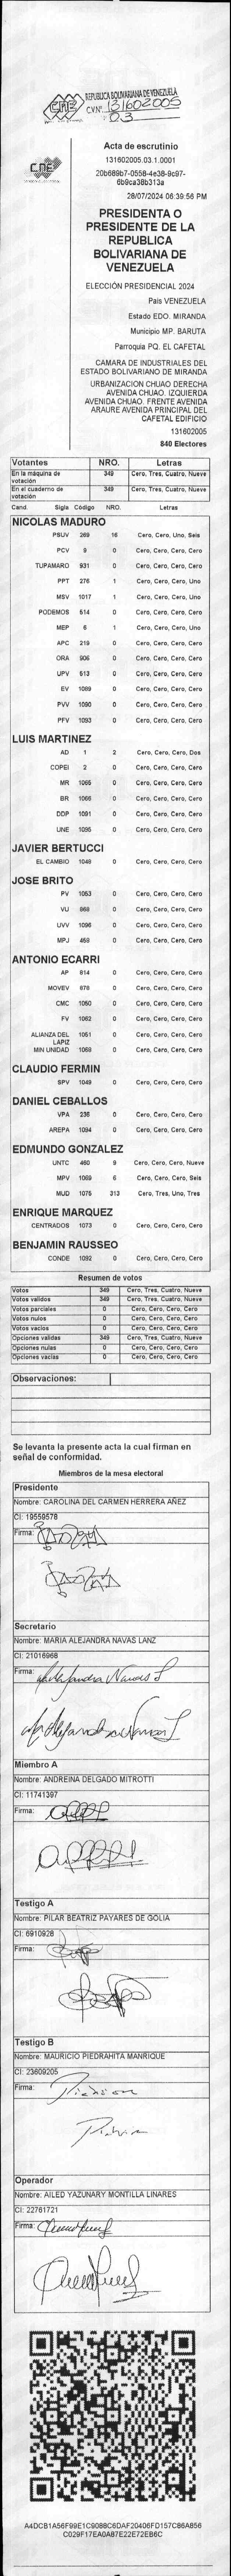 CNE REPUBLICA BOLIVARIANA DE VENEZUELA
CVN° 131602005
03
CNE
Acta de escrutinio
131602005.03.1.0001
20b689b7-0558-4e38-9c97-
6b9ca38b313a
28/07/2024 06:39:56 PM
PRESIDENTA O
PRESIDENTE DE LA
REPUBLICA
BOLIVARIANA DE
VENEZUELA
ELECCIÓN PRESIDENCIAL 2024
Pais VENEZUELA
Estado EDO. MIRANDA
Municipio MP. BARUTA
Parroquia PQ. EL CAFETAL
CAMARA DE INDUSTRIALES DEL
ESTADO BOLIVARIANO DE MIRANDA
URBANIZACION CHUAO DERECHA
AVENIDA CHUAO. IZQUIERDA
AVENIDA CHUAO. FRENTE AVENIDA
ARAURE AVENIDA PRINCIPAL DEL
CAFETAL EDIFICIO
131602005
840 Electores
Votantes NRO. Letras
En la máquina de votación 349 Cero, Tres, Cuatro, Nueve
En el cuaderno de votación 349 Cero, Tres, Cuatro, Nueve
Cand. Sigla Código NRO. Letras
NICOLAS MADURO
PSUV 269 16 Cero, Cero, Uno, Seis
PCV 9 0 Cero, Cero, Cero, Cero
TUPAMARO 931 0 Cero, Cero, Cero, Cero
PPT 276 1 Cero, Cero, Cero, Uno
MSV 1017 1 Cero, Cero, Cero, Uno
PODEMOS 514 0 Cero, Cero, Cero, Cero
MEP 6 1 Cero, Cero, Cero, Uno
APC 219 0 Cero, Cero, Cero, Cero
ORA 906 0 Cero, Cero, Cero, Cero
UPV 513 0 Cero, Cero, Cero, Cero
EV 1089 0 Cero, Cero, Cero, Cero
PVV 1090 0 Cero, Cero, Cero, Cero
PFV 1093 0 Cero, Cero, Cero, Cero
LUIS MARTINEZ
AD 1 2 Cero, Cero, Cero, Dos
COPEI 2 0 Cero, Cero, Cero, Cero
MR 1065 0 Cero, Cero, Cero, Cero
BR 1066 0 Cero, Cero, Cero, Cero
DDP 1091 0 Cero, Cero, Cero, Cero
UNE 1095 0 Cero, Cero, Cero, Cero
JAVIER BERTUCCI
EL CAMBIO 1048 0 Cero, Cero, Cero, Cero
JOSE BRITO
PV 1053 0 Cero, Cero, Cero, Cero
VU 868 0 Cero, Cero, Cero, Cero
UVV 1096 0 Cero, Cero, Cero, Cero
MPJ 458 0 Cero, Cero, Cero, Cero
ANTONIO ECARRI
AP 814 0 Cero, Cero, Cero, Cero
MOVEV 878 0 Cero, Cero, Cero, Cero
CMC 1050 0 Cero, Cero, Cero, Cero
FV 1062 0 Cero, Cero, Cero, Cero
ALIANZA DEL LAPIZ 1051 0 Cero, Cero, Cero, Cero
MIN UNIDAD 1069 0 Cero, Cero, Cero, Cero
CLAUDIO FERMIN
SPV 1049 0 Cero, Cero, Cero, Cero
DANIEL CEBALLOS
VPA 236 0 Cero, Cero, Cero, Cero
AREPA 1094 0 Cero, Cero, Cero, Cero
EDMUNDO GONZALEZ
UNTC 460 9 Cero, Cero, Cero, Nueve
MPV 1069 6 Cero, Cero, Cero, Seis
MUD 1075 313 Cero, Tres, Uno, Tres
ENRIQUE MARQUEZ
CENTRADOS 1073 0 Cero, Cero, Cero, Cero
BENJAMIN RAUSSEO
CONDE 1092 0 Cero, Cero, Cero, Cero
Resumen de votos
Votos 349 Cero, Tres, Cuatro, Nueve
Votos validos 349 Cero, Tres, Cuatro, Nueve
Votos parciales 0 Cero, Cero, Cero, Cero
Votos nulos 0 Cero, Cero, Cero, Cero
Votos vacios 0 Cero, Cero, Cero, Cero
Opciones validas 349 Cero, Tres, Cuatro, Nueve
Opciones nulas 0 Cero, Cero, Cero, Cero
Opciones vacias 0 Cero, Cero, Cero, Cero
Observaciones:
Se levanta la presente acta la cual firman en
señal de conformidad.
Miembros de la mesa electoral
Presidente
Nombre: CAROLINA DEL CARMEN HERRERA AÑEZ
CI: 19559578
Firma:
Secretario
Nombre: MARIA ALEJANDRA NAVAS LANZ
CI: 21016968
Firma:
Miembro A
Nombre: ANDREINA DELGADO MITROTTI
CI: 11741397
Firma:
Testigo A
Nombre: PILAR BEATRIZ PAYARES DE GOLIA
CI: 6910928
Firma:
Testigo B
Nombre: MAURICIO PIEDRAHITA MANRIQUE
CI: 23609205
Firma:
Operador
Nombre: AILED YAZUNARY MONTILLA LINARES
CI: 22761721
Firma:
A4DCB1A56F99E1C9088C6DAF20406FD157C86A856
C029F17EA0A87E22E72EB6C